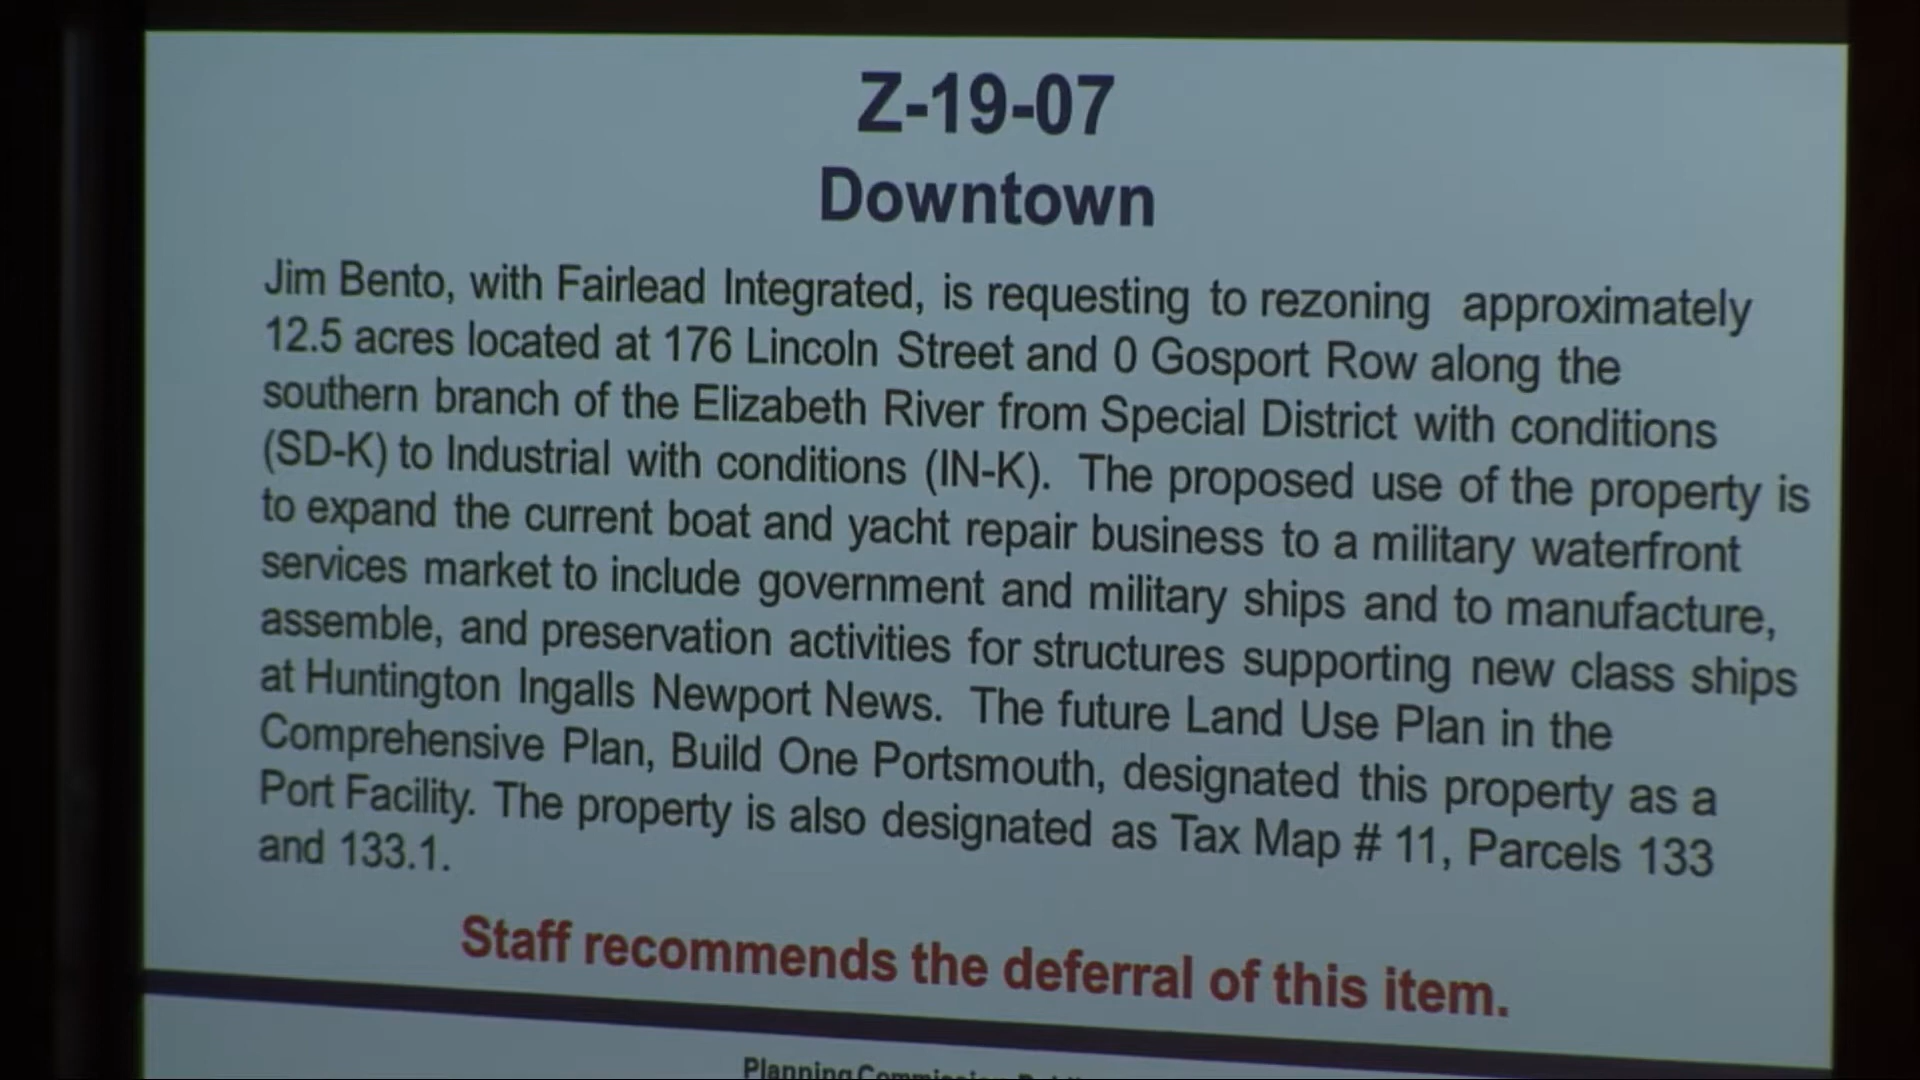 Z-19-07
Downtown
Jim Bento, with Fairlead Integrated, is requesting to rezoning approximately
12.5 acres located at 176 Lincoln Street and 0 Gosport Row along the
southern branch of the Elizabeth River from Special District with conditions
(SD-K) to Industrial with conditions (IN-K). The proposed use of the property is
to expand the current boat and yacht repair business to a military waterfront
services market to include government and military ships and to manufacture,
assemble, and preservation activities for structures supporting new class ships
at Huntington Ingalls Newport News. The future Land Use Plan in the
Comprehensive Plan, Build One Portsmouth, designated this property as a
Port Facility. The property is also designated as Tax Map # 11, Parcels 133
and 133.1.
Staff recommends the deferral of this item.
Planning Commission